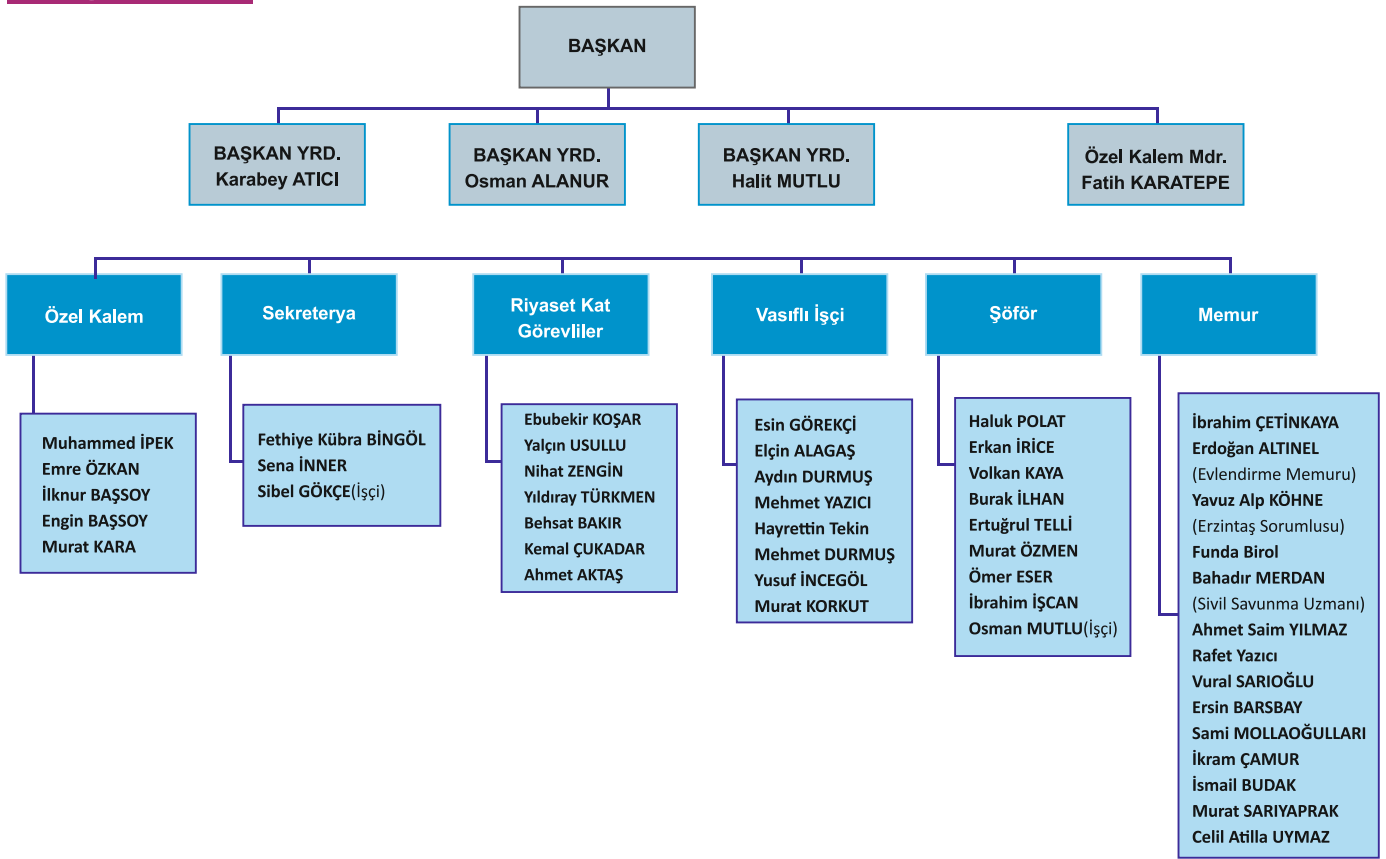 BAŞKAN
BAŞKAN YRD.
Karabey ATICI
BAŞKAN YRD.
Osman ALANUR
BAŞKAN YRD.
Halit MUTLU
Özel Kalem Mdr.
Fatih KARATEPE
Özel Kalem
Muhammed İPEK
Emre ÖZKAN
İlknur BAŞSOY
Engin BAŞSOY
Murat KARA
Sekreterya
Fethiye Kübra BİNGÖL
Sena İNNER
Sibel GÖKÇE(İşçi)
Riyaset Kat
Görevliler
Ebubekir KOŞAR
Yalçın USULLU
Nihat ZENGİN
Yıldıray TÜRKMEN
Behsat BAKIR
Kemal ÇUKADAR
Ahmet AKTAŞ
Vasıflı İşçi
Esin GÖREKÇİ
Elçin ALAGAŞ
Aydın DURMUŞ
Mehmet YAZICI
Hayrettin Tekin
Mehmet DURMUŞ
Yusuf İNCEGÖL
Murat KORKUT
Şöför
Haluk POLAT
Erkan İRİCE
Volkan KAYA
Burak İLHAN
Ertuğrul TELLİ
Murat ÖZMEN
Ömer ESER
İbrahim İŞCAN
Osman MUTLU(İşçi)
Memur
İbrahim ÇETİNKAYA
Erdoğan ALTINEL
(Evlendirme Memuru)
Yavuz Alp KÖHNE
(Erzintaş Sorumlusu)
Funda Birol
Bahadır MERDAN
(Sivil Savunma Uzmanı)
Ahmet Saim YILMAZ
Rafet Yazıcı
Vural SARIOĞLU
Ersin BARSBAY
Sami MOLLAOĞULLARI
İkram ÇAMUR
İsmail BUDAK
Murat SARIYAPRAK
Celil Atilla UYMAZ